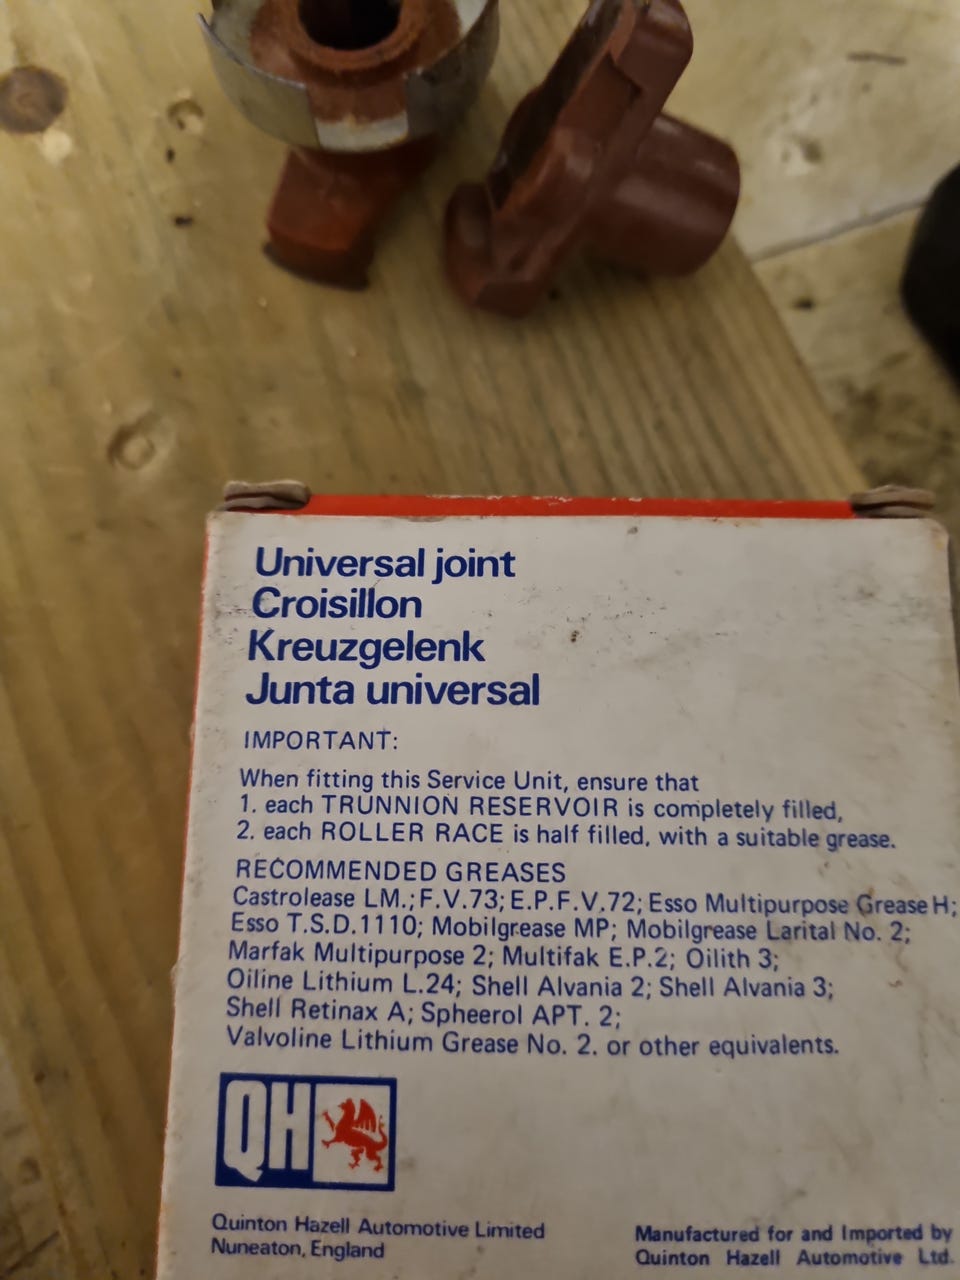 Universal joint
Croisillon
Kreuzgelenk
Junta universal
IMPORTANT:
When fitting this Service Unit, ensure that
1. each TRUNNION RESERVOIR is completely filled,
2. each ROLLER RACE is half filled, with a suitable grease.
RECOMMENDED GREASES
Castrolease LM.; F.V.73; E.P.F.V.72; Esso Multipurpose Grease H;
Esso T.S.D.1110; Mobilgrease MP; Mobilgrease Larital No. 2;
Marfak Multipurpose 2; Multifak E.P.2; Oilith 3;
Oiline Lithium L.24; Shell Alvania 2; Shell Alvania 3;
Shell Retinax A; Spheerol APT. 2;
Valvoline Lithium Grease No. 2. or other equivalents.
QH
Quinton Hazell Automotive Limited
Nuneaton, England
Manufactured for and Imported by
Quinton Hazell Automotive Ltd.